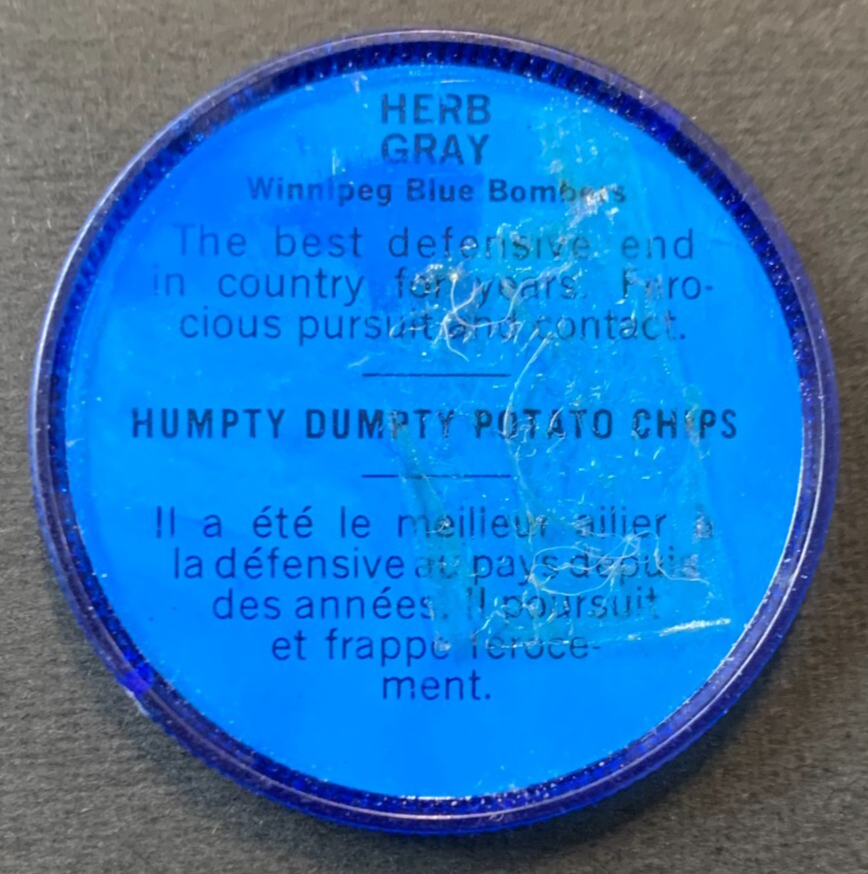 HERB
GRAY
Winnipeg Blue Bombers
The best defensive end
in country for years. Fero-
cious pursuit and contact.
HUMPTY DUMPTY POTATO CHIPS
Il a été le meilleur ailier à
la défensive au pays depuis
des années. Il poursuit
et frappe féroce-
ment.